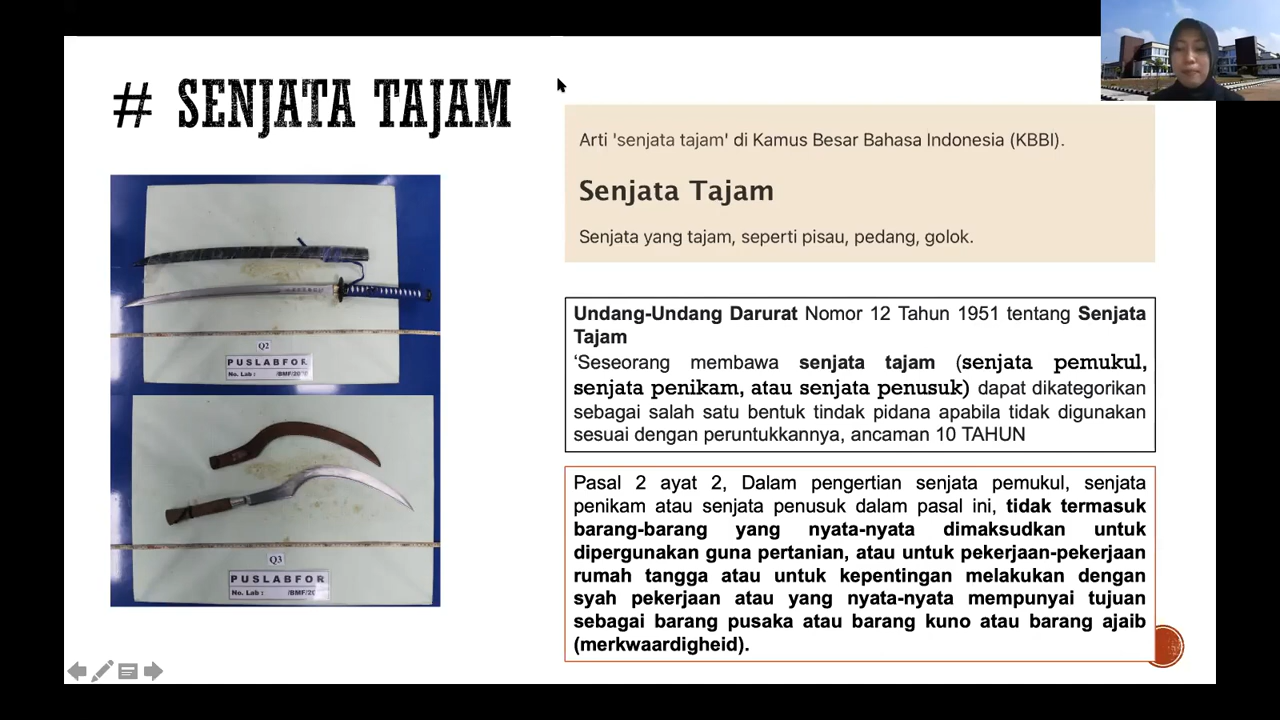 # SENJATA TAJAM
Arti 'senjata tajam' di Kamus Besar Bahasa Indonesia (KBBI).
Senjata Tajam
Senjata yang tajam, seperti pisau, pedang, golok.
Undang-Undang Darurat Nomor 12 Tahun 1951 tentang Senjata
Tajam
‘Seseorang membawa senjata tajam (senjata pemukul,
senjata penikam, atau senjata penusuk) dapat dikategorikan
sebagai salah satu bentuk tindak pidana apabila tidak digunakan
sesuai dengan peruntukkannya, ancaman 10 TAHUN
Pasal 2 ayat 2, Dalam pengertian senjata pemukul, senjata
penikam atau senjata penusuk dalam pasal ini, tidak termasuk
barang-barang yang nyata-nyata dimaksudkan untuk
dipergunakan guna pertanian, atau untuk pekerjaan-pekerjaan
rumah tangga atau untuk kepentingan melakukan dengan
syah pekerjaan atau yang nyata-nyata mempunyai tujuan
sebagai barang pusaka atau barang kuno atau barang ajaib
(merkwaardigheid).
Q2
PUSLABFOR
No. Lab :
Q3
PUSLABFOR
No. Lab :